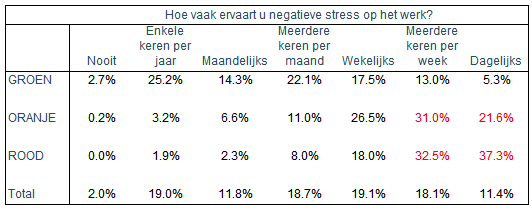 Hoe vaak ervaart u negatieve stress op het werk?
Nooit Enkele keren per jaar Maandelijks Meerdere keren per maand Wekelijks Meerdere keren per week Dagelijks
GROEN 2.7% 25.2% 14.3% 22.1% 17.5% 13.0% 5.3%
ORANJE 0.2% 3.2% 6.6% 11.0% 26.5% 31.0% 21.6%
ROOD 0.0% 1.9% 2.3% 8.0% 18.0% 32.5% 37.3%
Total 2.0% 19.0% 11.8% 18.7% 19.1% 18.1% 11.4%